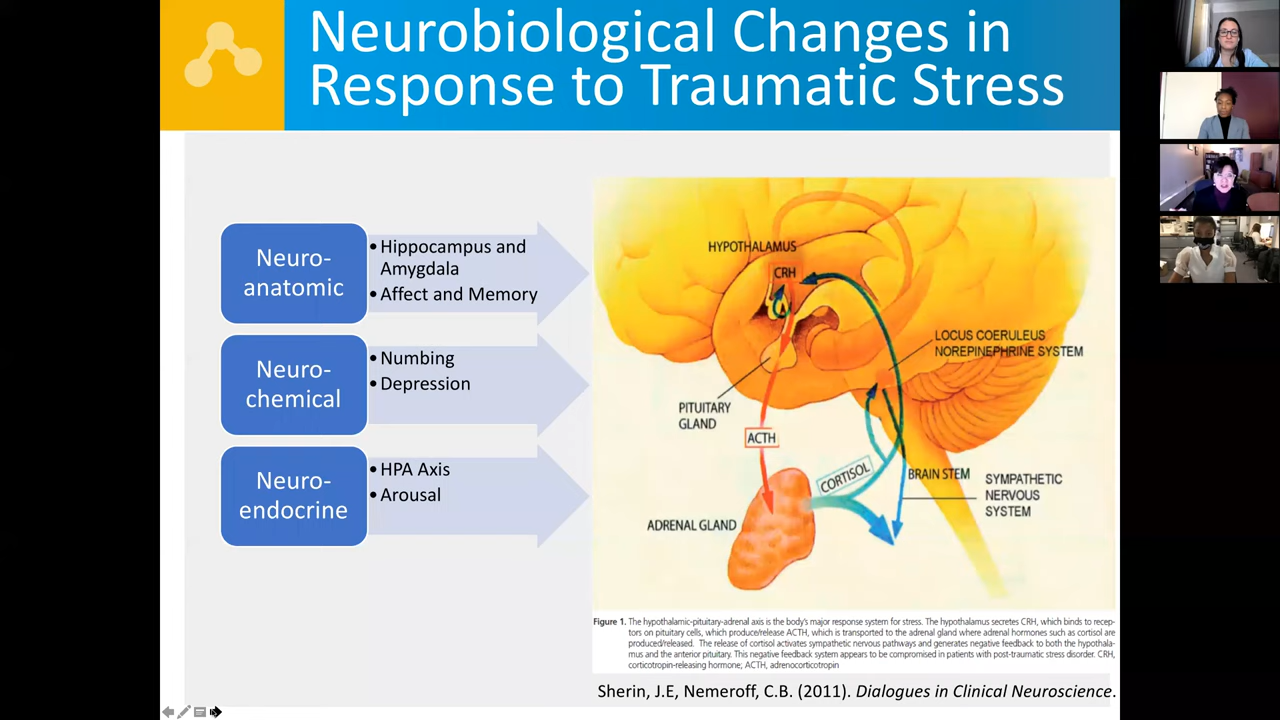 Neurobiological Changes in
Response to Traumatic Stress
Neuro-
anatomic
• Hippocampus and
Amygdala
• Affect and Memory
Neuro-
chemical
• Numbing
• Depression
Neuro-
endocrine
• HPA Axis
• Arousal
HYPOTHALAMUS
CRH
LOCUS COERULEUS
NOREPINEPHRINE SYSTEM
PITUITARY
GLAND
ACTH
CORTISOL
BRAIN STEM
SYMPATHETIC
NERVOUS
SYSTEM
ADRENAL GLAND
Figure 1. The hypothalamic-pituitary-adrenal axis is the body's major response system for stress. The hypothalamus secretes CRH, which binds to recep-
tors on pituitary cells, which produce/release ACTH, which is transported to the adrenal gland where adrenal hormones such as cortisol are
produced/released. The release of cortisol activates sympathetic nervous pathways and generates negative feedback to both the hypothala-
mus and the anterior pituitary. This negative feedback system appears to be compromised in patients with post-traumatic stress disorder. CRH,
corticotropin-releasing hormone; ACTH, adrenocorticotropin
Sherin, J.E, Nemeroff, C.B. (2011). Dialogues in Clinical Neuroscience.